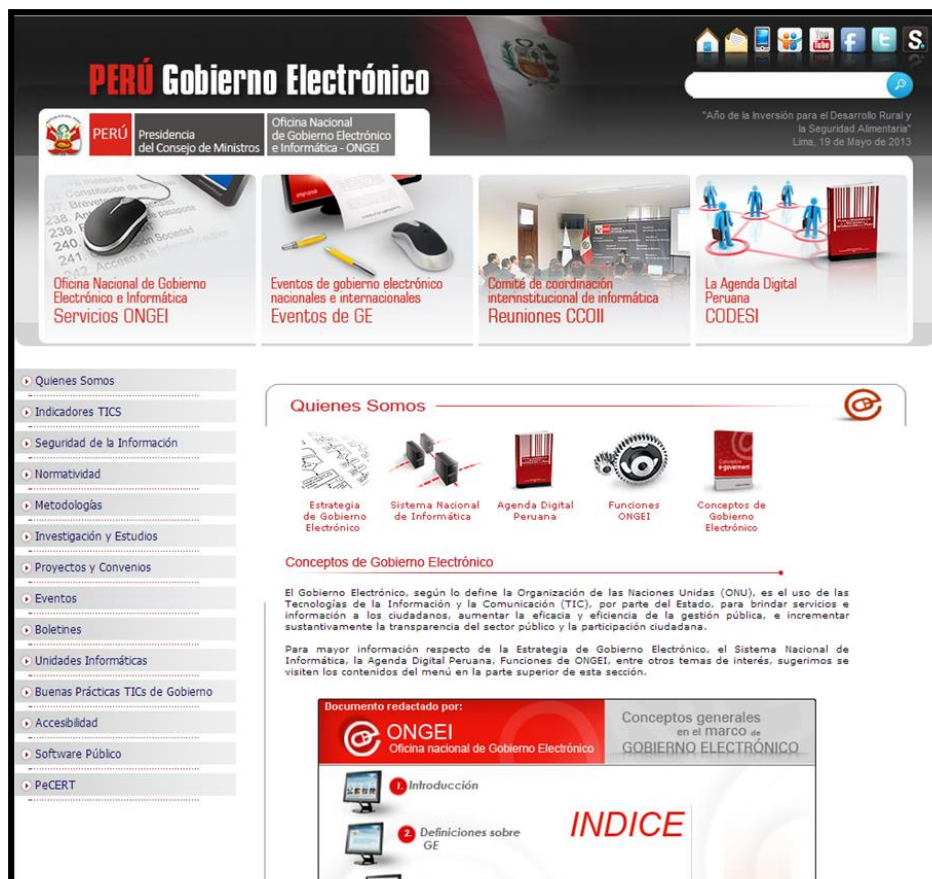 PERÚ Gobierno Electrónico
"Año de la Inversión para el Desarrollo Rural y
la Seguridad Alimentaria"
Lima, 19 de Mayo de 2013
PERÚ
Presidencia
del Consejo de Ministros
Oficina Nacional
de Gobierno Electrónico
e Informática - ONGEI
Oficina Nacional de Gobierno
Electrónico e Informática
Servicios ONGEI
Eventos de gobierno electrónico
nacionales e internacionales
Eventos de GE
Comité de coordinación
interinstitucional de informática
Reuniones CCOII
La Agenda Digital
Peruana
CODESI
Quienes Somos
Indicadores TICS
Seguridad de la Información
Normatividad
Metodologías
Investigación y Estudios
Proyectos y Convenios
Eventos
Boletines
Unidades Informáticas
Buenas Prácticas TICs de Gobierno
Accesibilidad
Software Público
PeCERT
Quienes Somos
Estrategia
de Gobierno
Electrónico
Sistema Nacional
de Informática
Agenda Digital
Peruana
Funciones
ONGEI
Conceptos de
Gobierno
Electrónico
Conceptos de Gobierno Electrónico
El Gobierno Electrónico, según lo define la Organización de las Naciones Unidas (ONU), es el uso de las
Tecnologías de la Información y la Comunicación (TIC), por parte del Estado, para brindar servicios e
información a los ciudadanos, aumentar la eficacia y eficiencia de la gestión pública, e incrementar
sustantivamente la transparencia del sector público y la participación ciudadana.
Para mayor información respecto de la Estrategia de Gobierno Electrónico, el Sistema Nacional de
Informática, la Agenda Digital Peruana, Funciones de ONGEI, entre otros temas de interés, sugerimos se
visiten los contenidos del menú en la parte superior de esta sección.
Documento redactado por:
ONGEI
Oficina nacional de Gobierno Electrónico
Conceptos generales
en el marco de
GOBIERNO ELECTRÓNICO
1. Introducción
INDICE
2. Definiciones sobre
GE